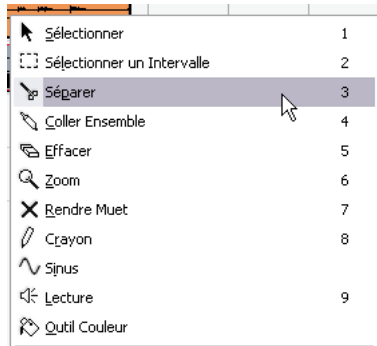 Sélectionner 1
Sélectionner un Intervalle 2
Séparer 3
Coller Ensemble 4
Effacer 5
Zoom 6
Rendre Muet 7
Crayon 8
Sinus
Lecture 9
Outil Couleur